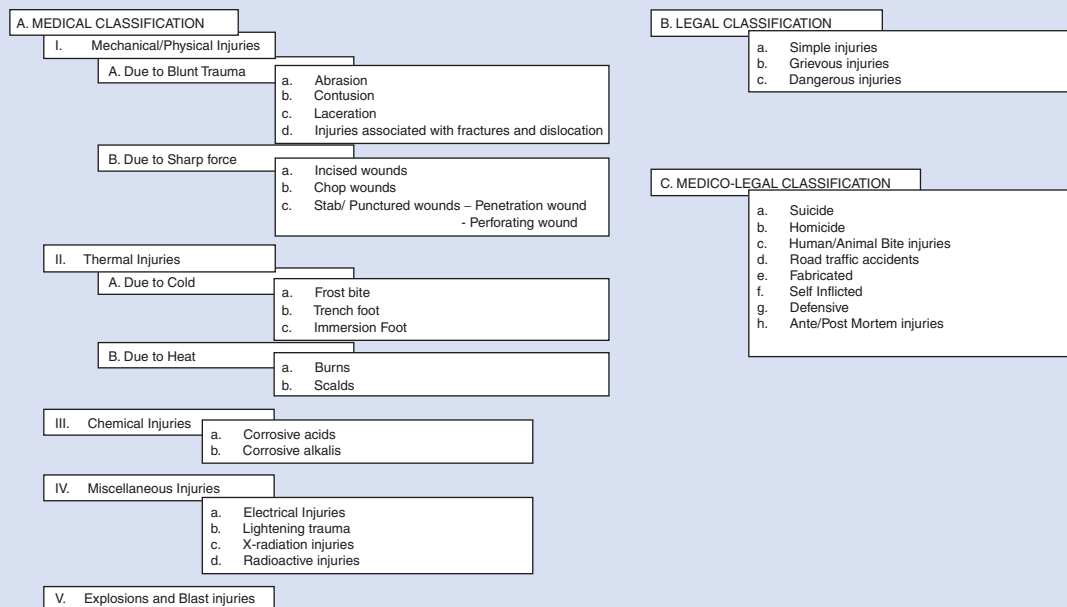 A. MEDICAL CLASSIFICATION
I. Mechanical/Physical Injuries
A. Due to Blunt Trauma
a. Abrasion
b. Contusion
c. Laceration
d. Injuries associated with fractures and dislocation
B. Due to Sharp force
a. Incised wounds
b. Chop wounds
c. Stab/ Punctured wounds – Penetration wound
- Perforating wound
II. Thermal Injuries
A. Due to Cold
a. Frost bite
b. Trench foot
c. Immersion Foot
B. Due to Heat
a. Burns
b. Scalds
III. Chemical Injuries
a. Corrosive acids
b. Corrosive alkalis
IV. Miscellaneous Injuries
a. Electrical Injuries
b. Lightening trauma
c. X-radiation injuries
d. Radioactive injuries
V. Explosions and Blast injuries
B. LEGAL CLASSIFICATION
a. Simple injuries
b. Grievous injuries
c. Dangerous injuries
C. MEDICO-LEGAL CLASSIFICATION
a. Suicide
b. Homicide
c. Human/Animal Bite injuries
d. Road traffic accidents
e. Fabricated
f. Self Inflicted
g. Defensive
h. Ante/Post Mortem injuries